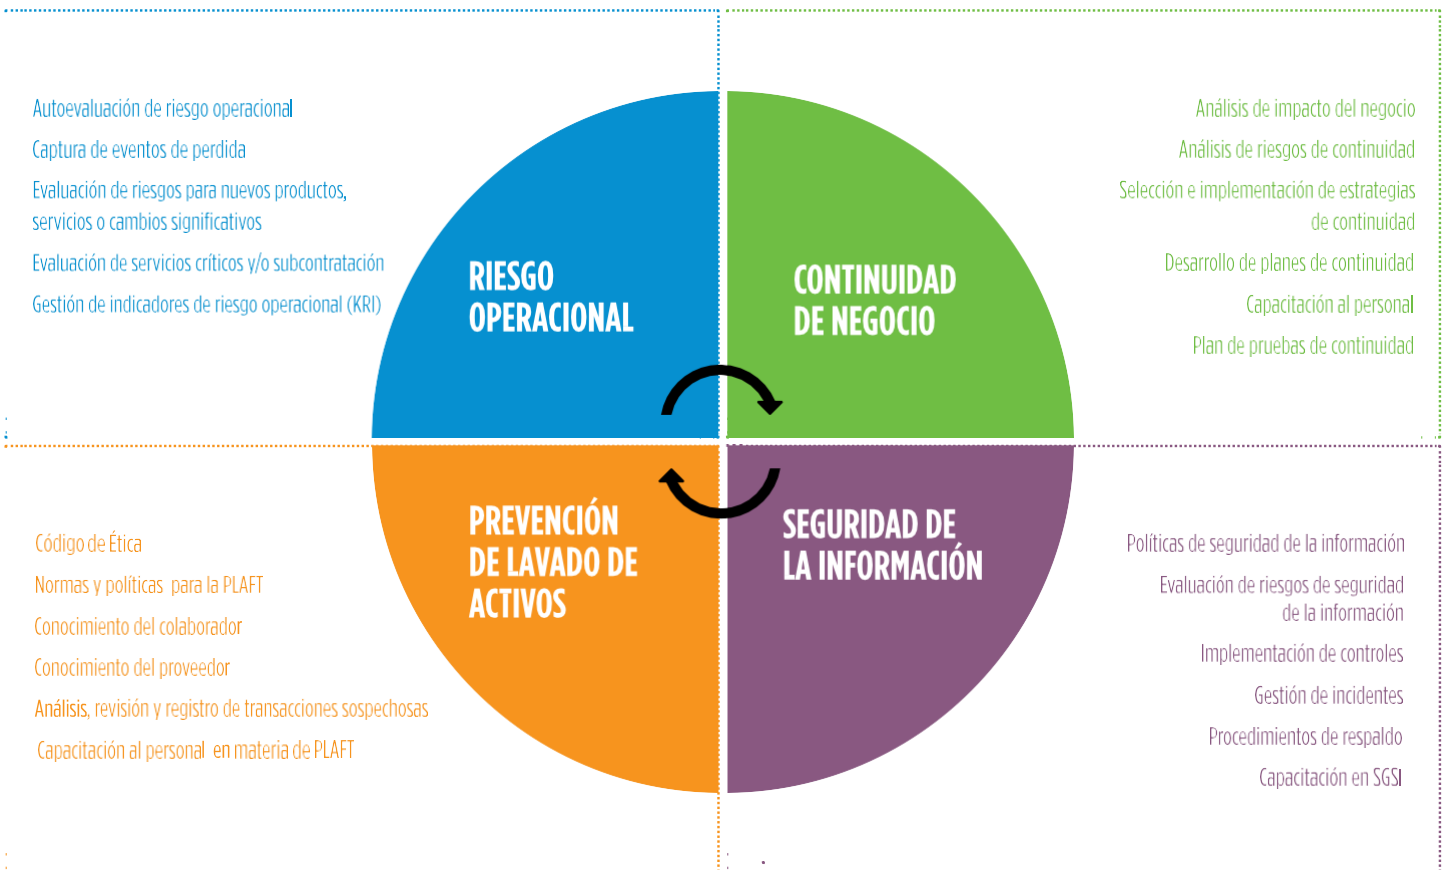 Autoevaluación de riesgo operacional
Captura de eventos de perdida
Evaluación de riesgos para nuevos productos,
servicios o cambios significativos
Evaluación de servicios críticos y/o subcontratación
Gestión de indicadores de riesgo operacional (KRI)
RIESGO
OPERACIONAL
CONTINUIDAD
DE NEGOCIO
Análisis de impacto del negocio
Análisis de riesgos de continuidad
Selección e implementación de estrategias
de continuidad
Desarrollo de planes de continuidad
Capacitación al personal
Plan de pruebas de continuidad
Código de Ética
Normas y políticas para la PLAFT
Conocimiento del colaborador
Conocimiento del proveedor
Análisis, revisión y registro de transacciones sospechosas
Capacitación al personal en materia de PLAFT
PREVENCIÓN
DE LAVADO DE
ACTIVOS
SEGURIDAD DE
LA INFORMACIÓN
Políticas de seguridad de la información
Evaluación de riesgos de seguridad
de la información
Implementación de controles
Gestión de incidentes
Procedimientos de respaldo
Capacitación en SGSI